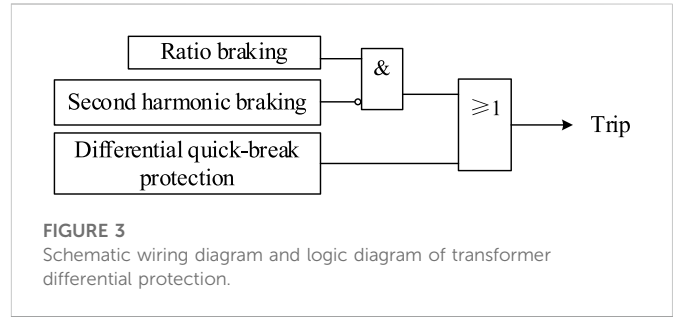 Ratio braking
&
Second harmonic braking
≥1
Trip
Differential quick-break
protection
FIGURE 3
Schematic wiring diagram and logic diagram of transformer
differential protection.